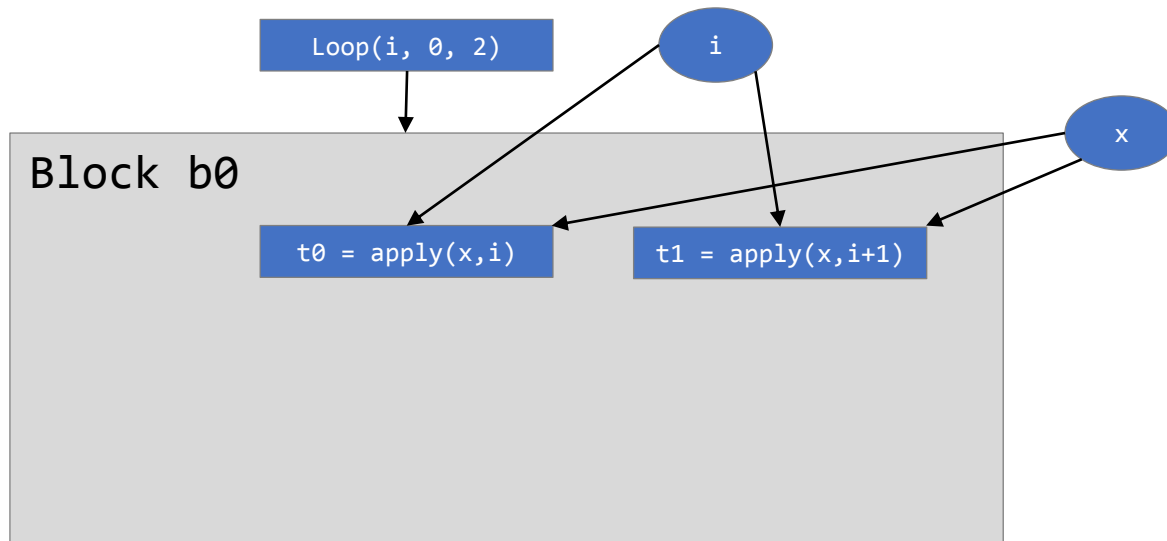 Loop(i, 0, 2)
i
x
Block b0
t0 = apply(x,i)
t1 = apply(x,i+1)